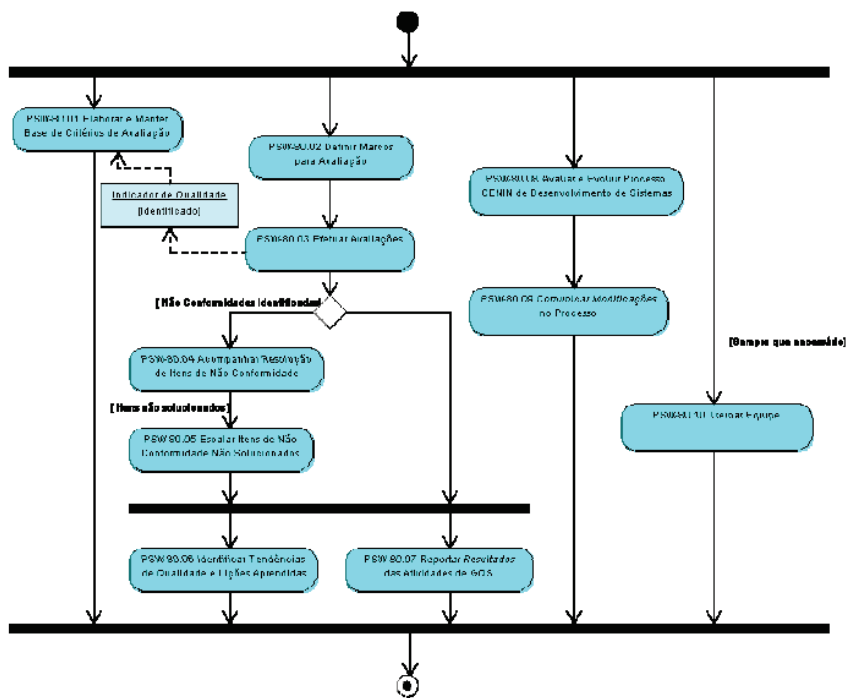 PSW-80.01 Elaborar e Manter
Base de Critérios de Avaliação
PSW-80.02 Definir Marcos
para Avaliação
Indicador de Qualidade
[Identificado]
PSW-80.03 Efetuar Avaliações
PSW-80.08 Avaliar e Evoluir Processo
CENIN de Desenvolvimento de Sistemas
[Não Conformidades Identificadas]
PSW-80.09 Comunicar Modificações
no Processo
[Sempre que necessário]
PSW-80.04 Acompanhar Resolução
de Itens de Não Conformidade
[Itens não solucionados]
PSW-80.10 Treinar Equipe
PSW-80.05 Escalar Itens de Não
Conformidade Não Solucionados
PSW-80.06 Identificar Tendências
de Qualidade e Lições Aprendidas
PSW-80.07 Reportar Resultados
das Atividades de GQS